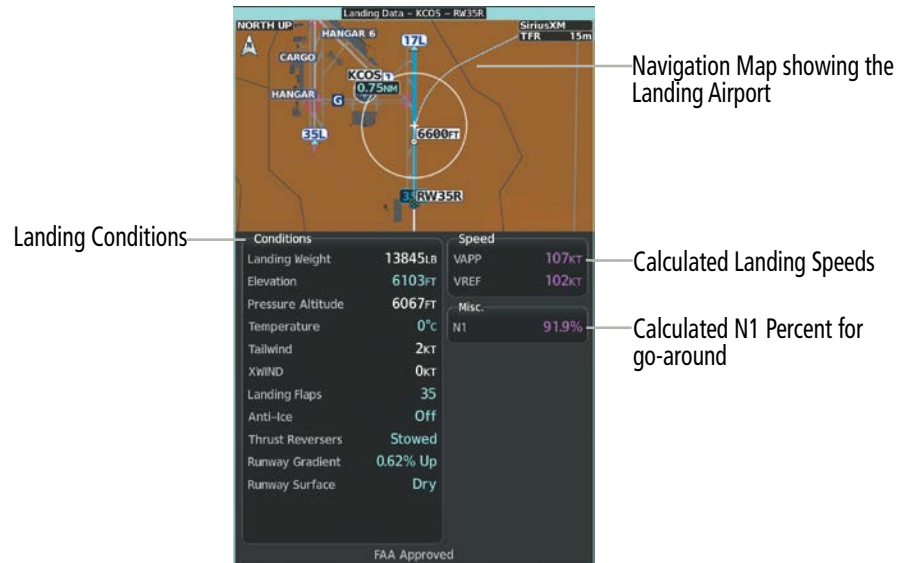 Landing Data – KCOS – RW35R
NORTH UP
SiriusXM
TFR 15m
HANGAR 6
17L
CARGO
KCOS
0.75NM
HANGAR
G
35L
6600FT
RW35R
Navigation Map showing the
Landing Airport
Landing Conditions
Conditions
Landing Weight 13845LB
Elevation 6103FT
Pressure Altitude 6067FT
Temperature 0°C
Tailwind 2KT
XWIND 0KT
Landing Flaps 35
Anti-Ice Off
Thrust Reversers Stowed
Runway Gradient 0.62% Up
Runway Surface Dry
Speed
VAPP 107KT
VREF 102KT
Calculated Landing Speeds
Misc.
N1 91.9%
Calculated N1 Percent for
go-around
FAA Approved